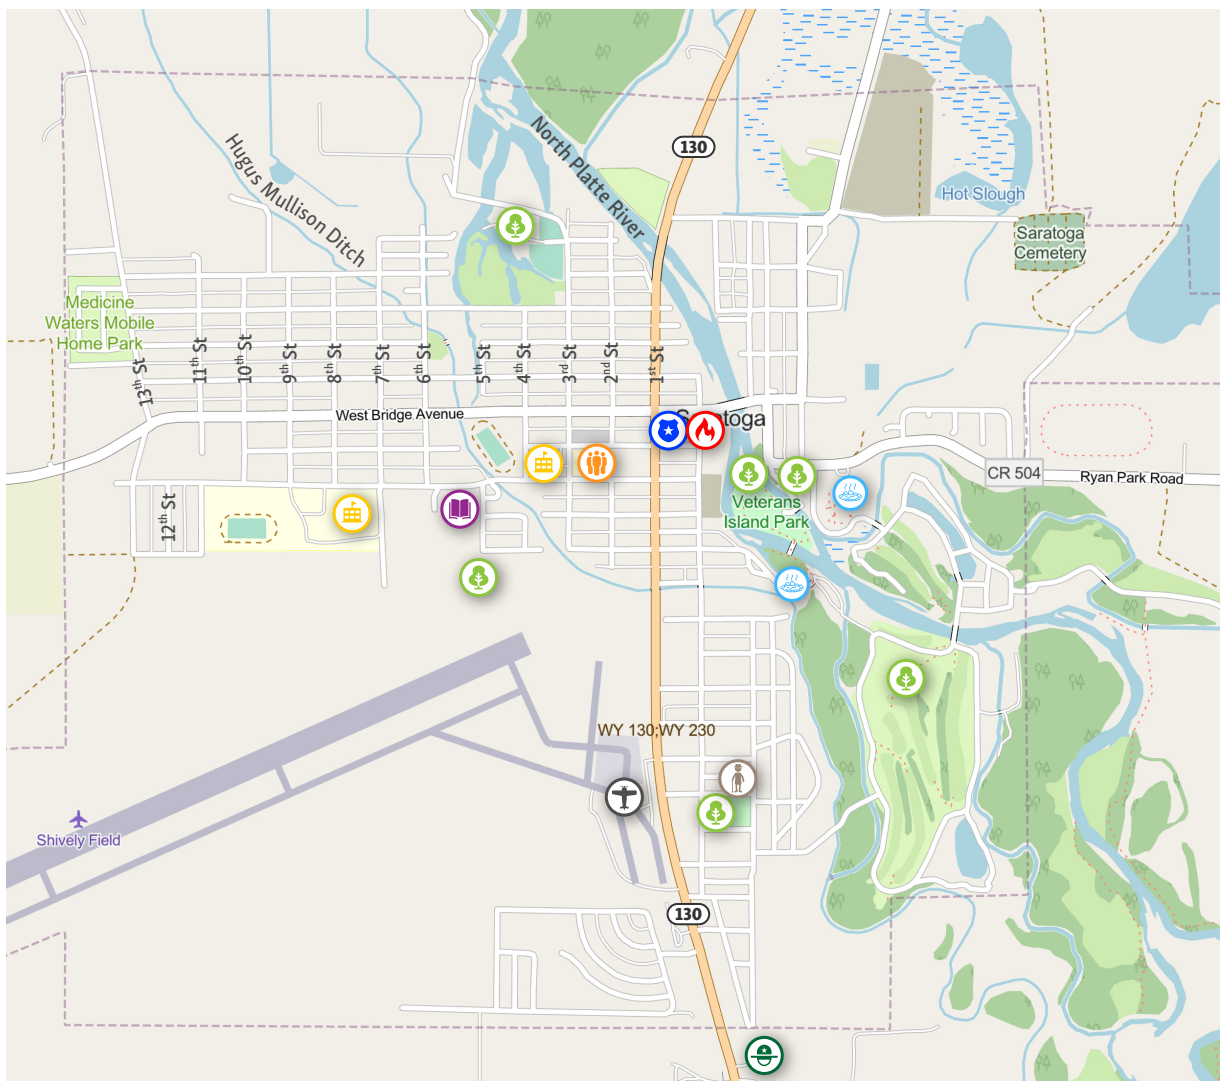 130
North Platte River
Hugus Mullison Ditch
Hot Slough
Saratoga
Cemetery
Medicine
Waters Mobile
Home Park
13th St
11th St
10th St
9th St
8th St
7th St
6th St
5th St
4th St
3rd St
2nd St
1st St
West Bridge Avenue
Saratoga
CR 504
Ryan Park Road
12th St
Veterans
Island Park
WY 130;WY 230
Shively Field
130